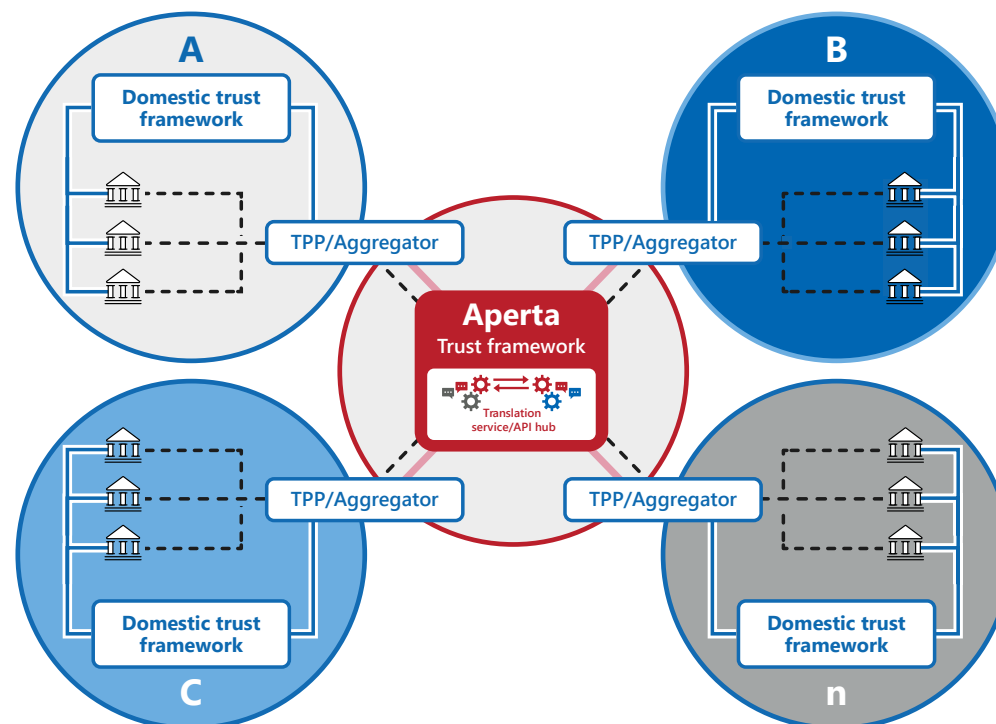 A
Domestic trust
framework
TPP/Aggregator
B
Domestic trust
framework
TPP/Aggregator
Aperta
Trust framework
Translation
service/API hub
TPP/Aggregator
Domestic trust
framework
C
TPP/Aggregator
Domestic trust
framework
n